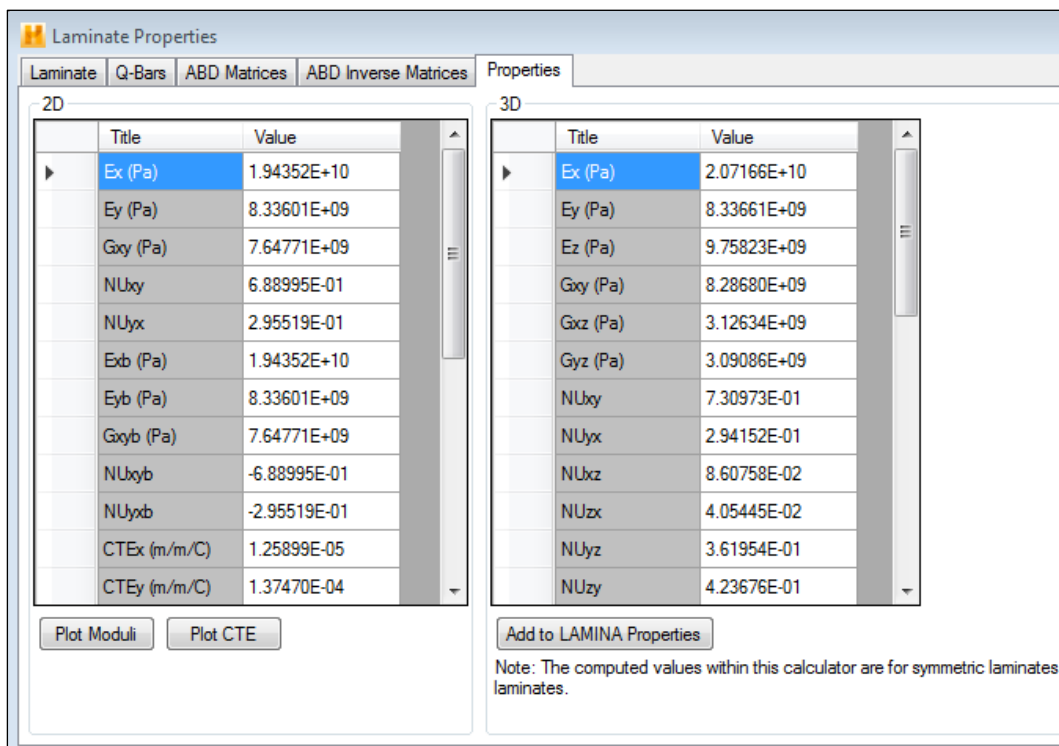 Laminate Properties
Laminate Q-Bars ABD Matrices ABD Inverse Matrices Properties
2D
Title Value
Ex (Pa) 1.94352E+10
Ey (Pa) 8.33601E+09
Gxy (Pa) 7.64771E+09
NUxy 6.88995E-01
NUyx 2.95519E-01
Exb (Pa) 1.94352E+10
Eyb (Pa) 8.33601E+09
Gxyb (Pa) 7.64771E+09
NUxyb -6.88995E-01
NUyxb -2.95519E-01
CTEx (m/m/C) 1.25899E-05
CTEy (m/m/C) 1.37470E-04
Plot Moduli Plot CTE
3D
Title Value
Ex (Pa) 2.07166E+10
Ey (Pa) 8.33661E+09
Ez (Pa) 9.75823E+09
Gxy (Pa) 8.28680E+09
Gxz (Pa) 3.12634E+09
Gyz (Pa) 3.09086E+09
NUxy 7.30973E-01
NUyx 2.94152E-01
NUxz 8.60758E-02
NUzx 4.05445E-02
NUyz 3.61954E-01
NUzy 4.23676E-01
Add to LAMINA Properties
Note: The computed values within this calculator are for symmetric laminates
laminates.